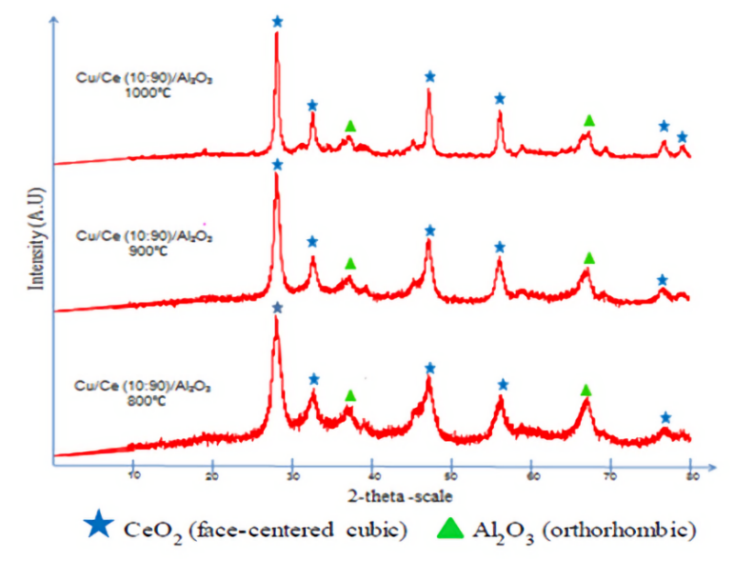 Cu/Ce (10:90)/Al₂O₃
1000℃
Cu/Ce (10:90)/Al₂O₃
900℃
Cu/Ce (10:90)/Al₂O₃
800℃
Intensity (A.U)
10 20 30 40 50 60 70 80
2-theta -scale
CeO₂ (face-centered cubic) Al₂O₃ (orthorhombic)